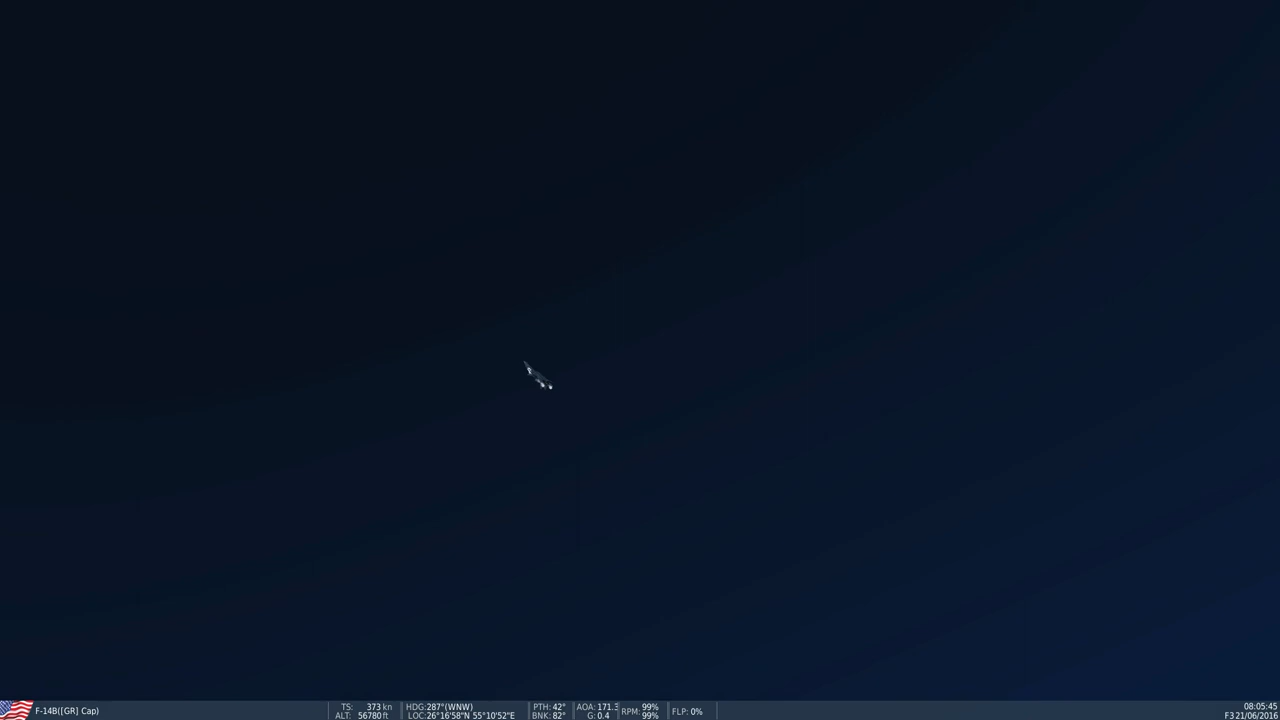 F-14B([GR] Cap)
TS: 373 kn
ALT: 56780 ft
HDG: 287°(WNW)
LOC: 26°16'58"N 55°10'52"E
PTH: 42°
BNK: 82°
AOA: 171.3
G: 0.4
RPM: 99%
99%
FLP: 0%
08:05:45
F3 21/06/2016